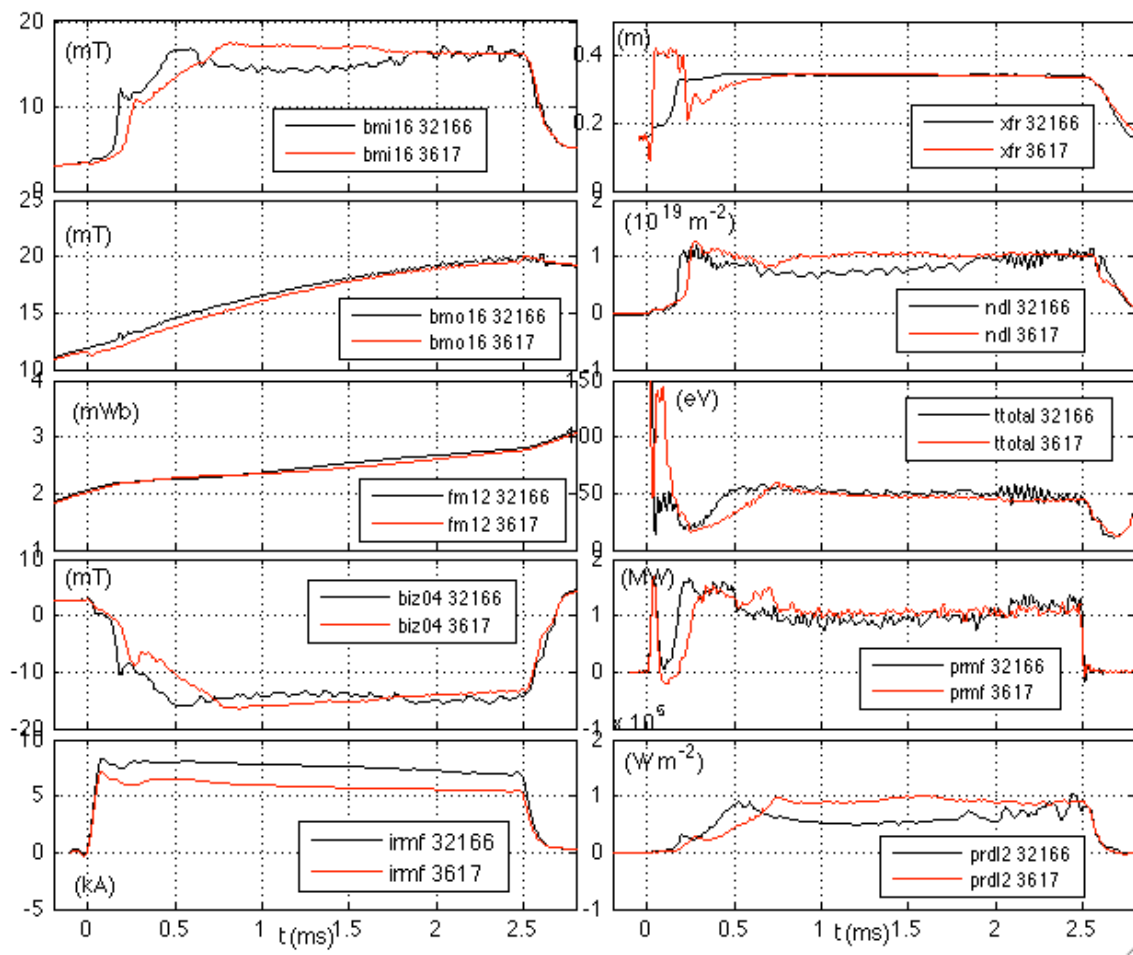 20
(mT)
10
0
bmi16 32166
bmi16 3617
(m)
0.4
0.2
0
xfr 32166
xfr 3617
25
(mT)
20
15
10
bmo16 32166
bmo16 3617
2
(10 19 m-2)
1
0
-1
ndl 32166
ndl 3617
4
(mWb)
3
2
1
fm12 32166
fm12 3617
150
(eV)
100
50
0
ttotal 32166
ttotal 3617
10
(mT)
0
-10
-20
biz04 32166
biz04 3617
2
(MW)
1
0
-1
prmf 32166
prmf 3617
10
5
0
-5
(kA)
irmf 32166
irmf 3617
0 0.5 1 1.5 2 2.5
t (ms)
2
(W m-2)
1
0
-1
prdl2 32166
prdl2 3617
0 0.5 1 1.5 2 2.5
t (ms)